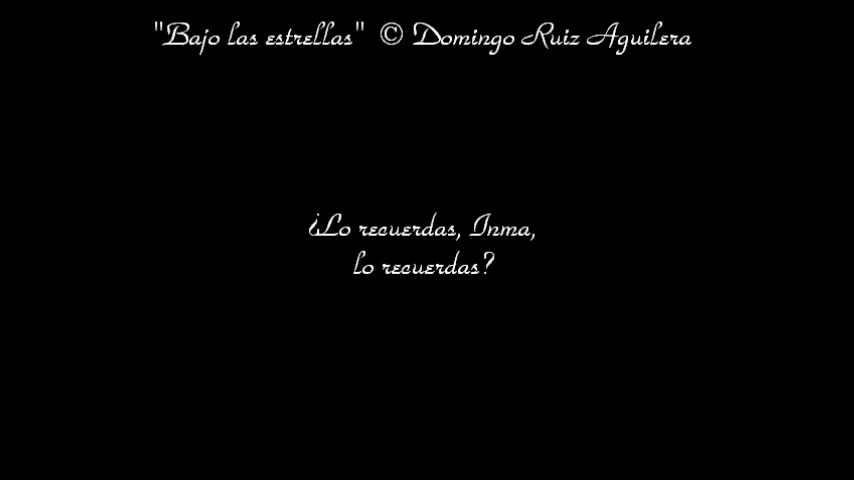 "Bajo las estrellas" © Domingo Ruiz Aguilera
¿Lo recuerdas, Inma,
lo recuerdas?